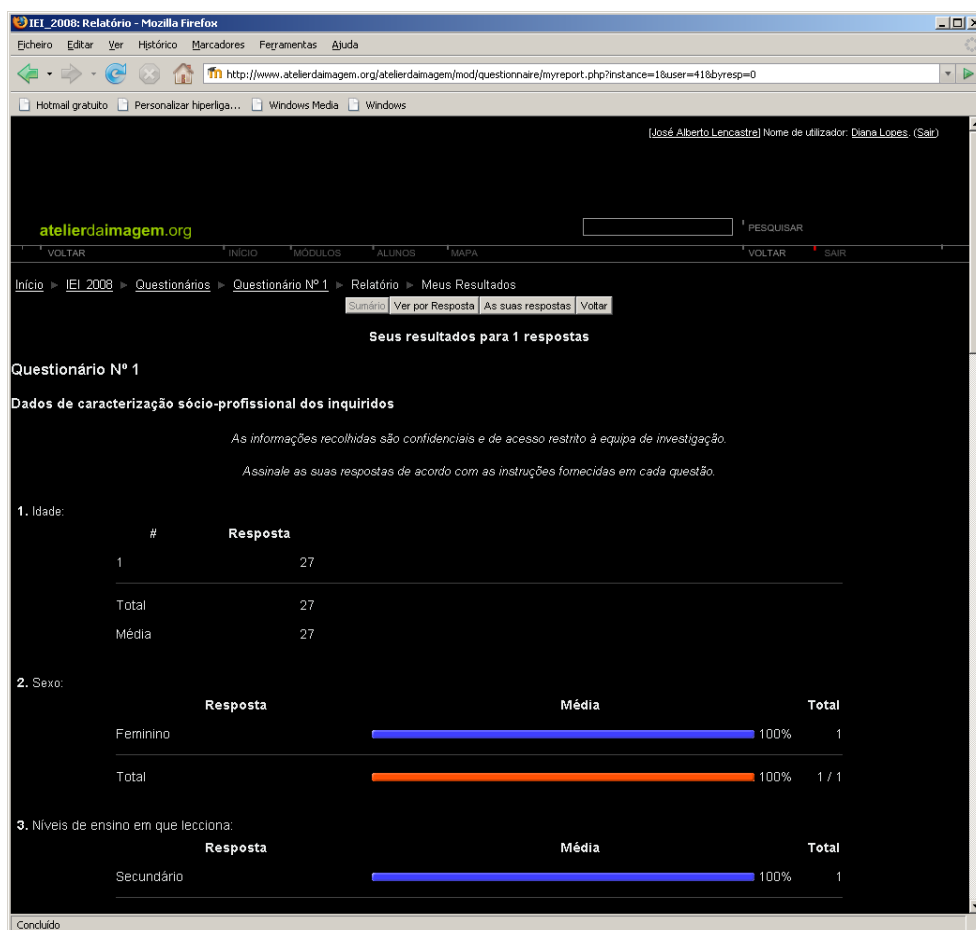 IEI_2008: Relatório - Mozilla Firefox
Ficheiro Editar Ver Histórico Marcadores Ferramentas Ajuda
http://www.atelierdaimagem.org/atelierdaimagem/mod/questionnaire/myreport.php?instance=1&user=41&byresp=0
Hotmail gratuito Personalizar hiperliga... Windows Media Windows
[José Alberto Lencastre] Nome de utilizador: Diana Lopes. (Sair)
atelierdaimagem.org PESQUISAR
VOLTAR INÍCIO MÓDULOS ALUNOS MAPA VOLTAR SAIR
Início ► IEI_2008 ► Questionários ► Questionário Nº 1 ► Relatório ► Meus Resultados
Sumário Ver por Resposta As suas respostas Voltar
Seus resultados para 1 respostas
Questionário Nº 1
Dados de caracterização sócio-profissional dos inquiridos
As informações recolhidas são confidenciais e de acesso restrito à equipa de investigação.
Assinale as suas respostas de acordo com as instruções fornecidas em cada questão.
1. Idade:
# Resposta
1 27
Total 27
Média 27
2. Sexo:
Resposta Média Total
Feminino 100% 1
Total 100% 1 / 1
3. Níveis de ensino em que lecciona:
Resposta Média Total
Secundário 100% 1
Concluído